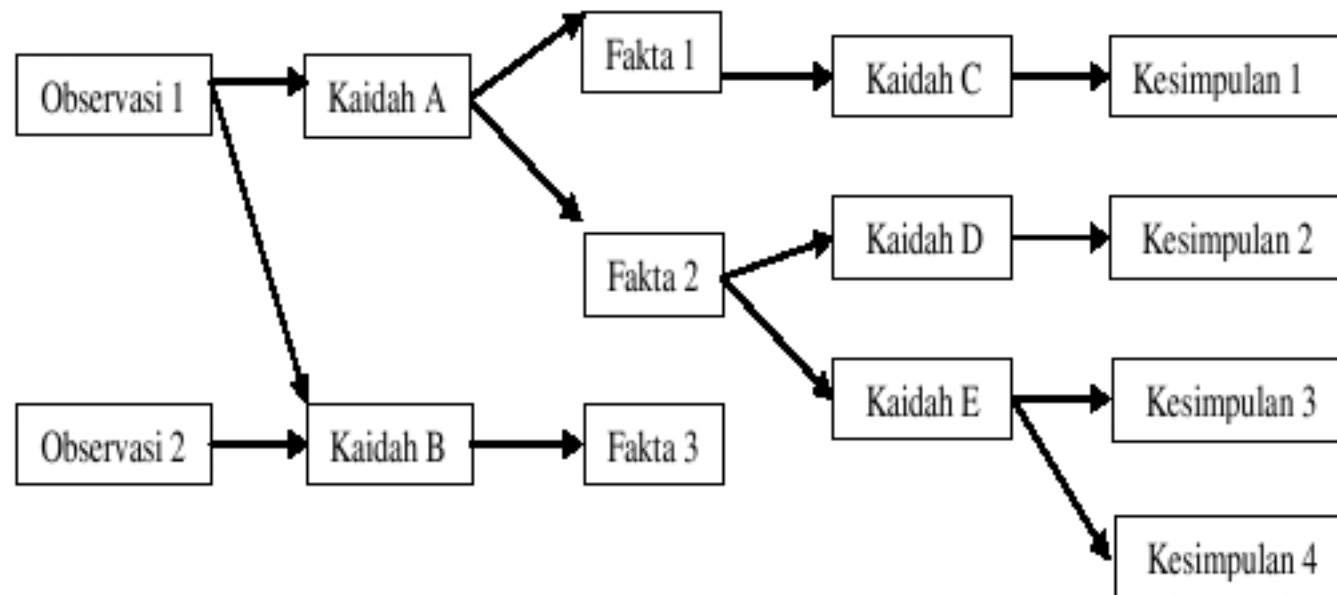 Observasi 1
Kaidah A
Fakta 1
Kaidah C
Kesimpulan 1
Fakta 2
Kaidah D
Kesimpulan 2
Kaidah E
Kesimpulan 3
Observasi 2
Kaidah B
Fakta 3
Kesimpulan 4